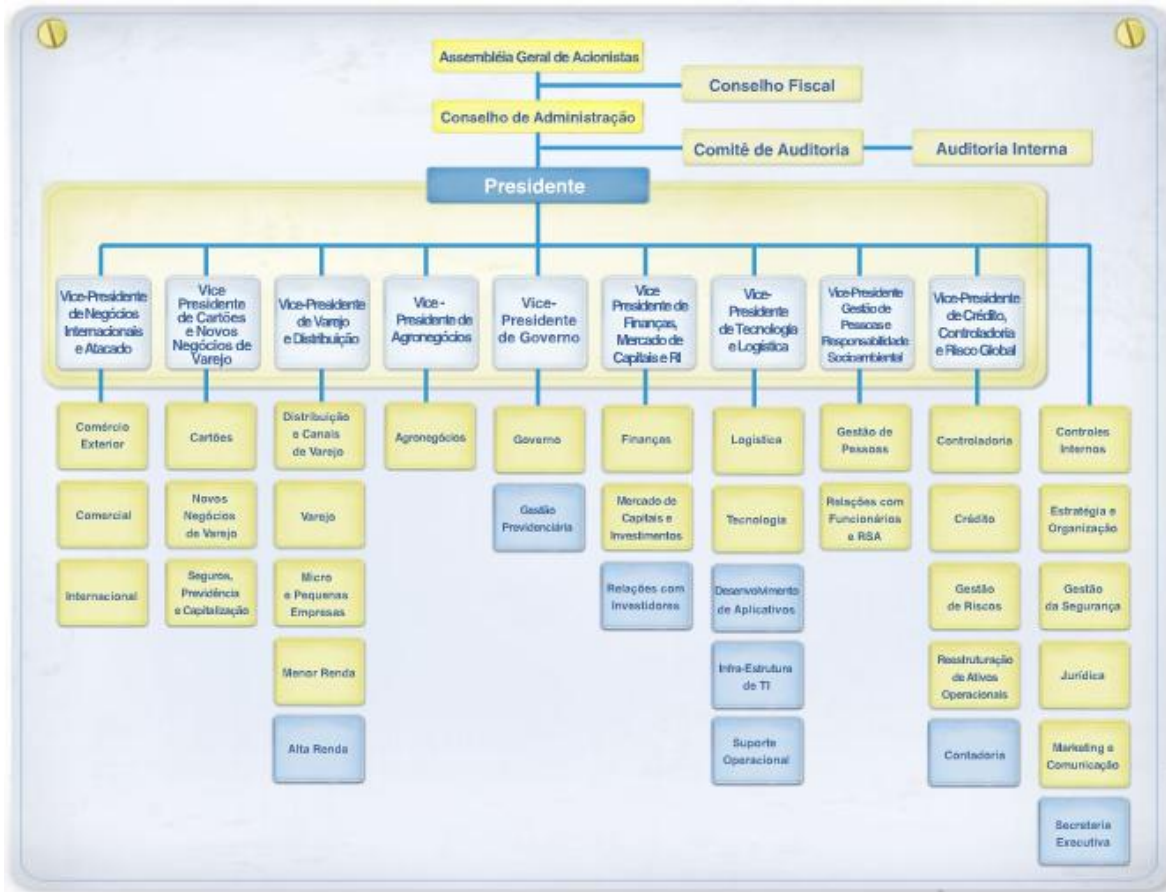 Assembléia Geral de Acionistas
Conselho Fiscal
Conselho de Administração
Comitê de Auditoria
Auditoria Interna
Presidente
Vice-Presidente
de Negócios
Internacionais
e Atacado
Vice
Presidente
de Cartões
e Novos
Negócios de
Varejo
Vice-Presidente
de Varejo
e Distribuição
Vice -
Presidente de
Agronegócios
Vice-
Presidente
de Governo
Vice
Presidente de
Finanças,
Mercado de
Capitais e RI
Vice-
Presidente
de Tecnologia
e Logística
Vice-Presidente
Gestão de
Pessoas e
Responsabilidade
Socioambiental
Vice-Presidente
de Crédito,
Controladoria
e Risco Global
Comércio
Exterior
Comercial
Internacional
Cartões
Novos
Negócios
de Varejo
Seguros,
Previdência
e Capitalização
Distribuição
e Canais
de Varejo
Varejo
Micro
e Pequenas
Empresas
Menor Renda
Alta Renda
Agronegócios
Governo
Gestão
Previdenciária
Finanças
Mercado de
Capitais e
Investimentos
Relações com
Investidores
Logística
Tecnologia
Desenvolvimento
de Aplicativos
Infra-Estrutura
de TI
Suporte
Operacional
Gestão de
Pessoas
Relações com
Funcionários
e RSA
Controladoria
Crédito
Gestão
de Riscos
Reestruturação
de Ativos
Operacionais
Contadoria
Controles
Internos
Estratégia e
Organização
Gestão
da Segurança
Jurídica
Marketing e
Comunicação
Secretaria
Executiva